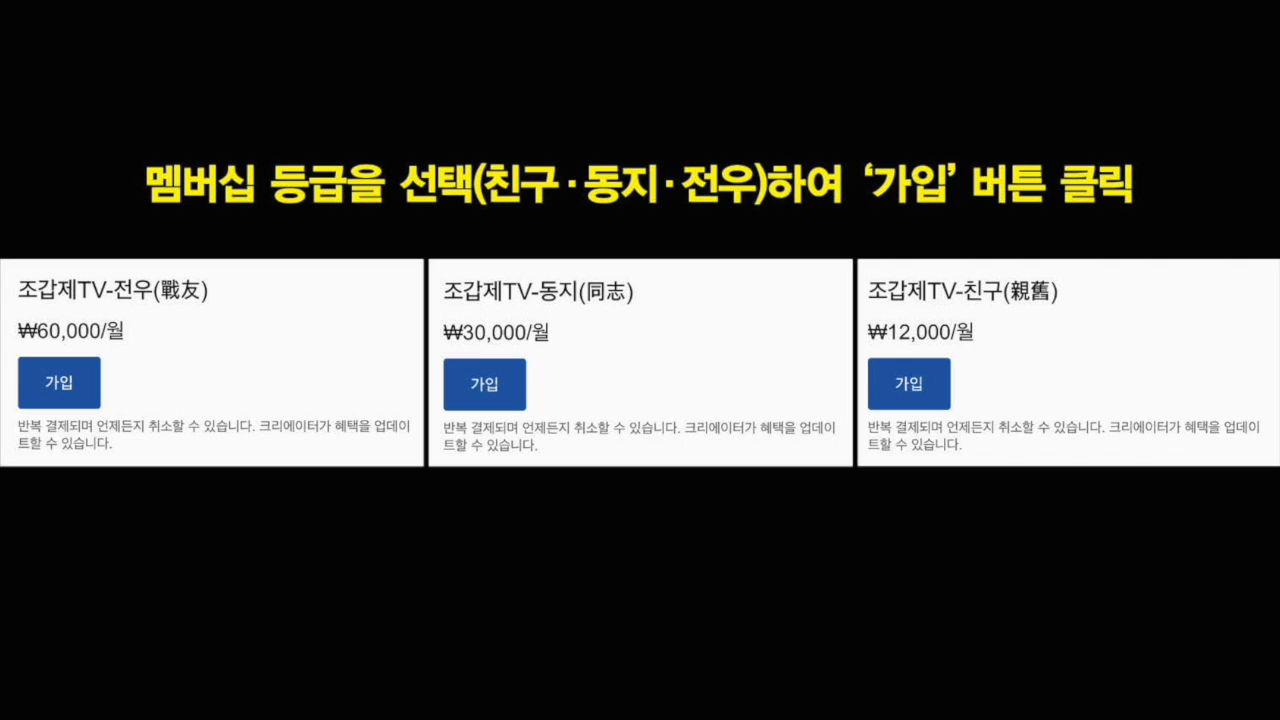 멤버십 등급을 선택(친구·동지·전우)하여 ‘가입’ 버튼 클릭
조갑제TV-전우(戰友)
₩60,000/월
가입
반복 결제되며 언제든지 취소할 수 있습니다. 크리에이터가 혜택을 업데이
트할 수 있습니다.
조갑제TV-동지(同志)
₩30,000/월
가입
반복 결제되며 언제든지 취소할 수 있습니다. 크리에이터가 혜택을 업데이
트할 수 있습니다.
조갑제TV-친구(親舊)
₩12,000/월
가입
반복 결제되며 언제든지 취소할 수 있습니다. 크리에이터가 혜택을 업데이
트할 수 있습니다.